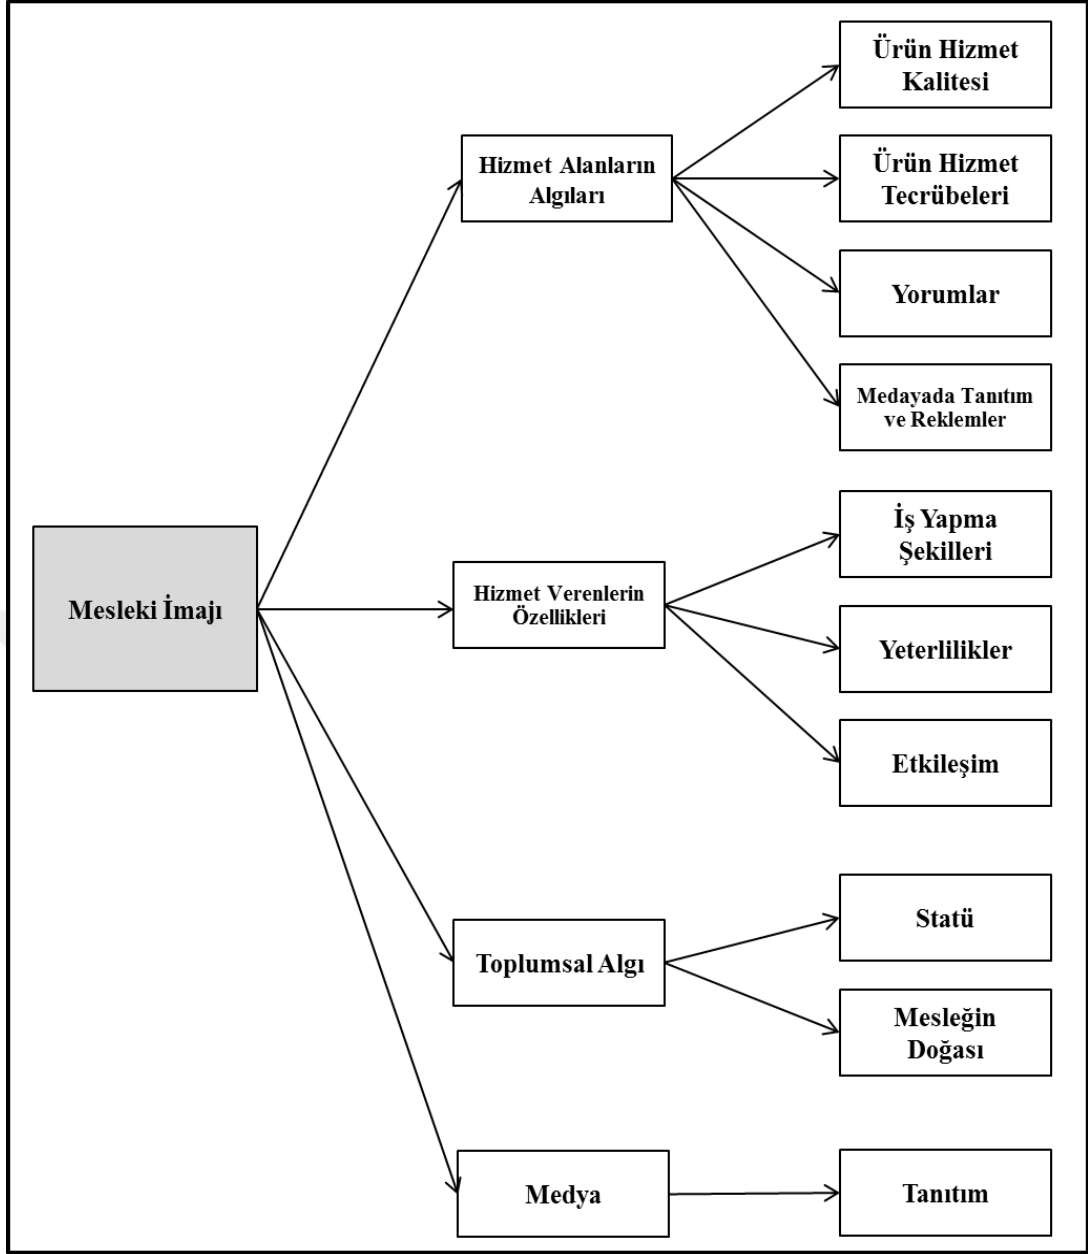 Mesleki İmajı
Hizmet Alanların
Algıları
Ürün Hizmet
Kalitesi
Ürün Hizmet
Tecrübeleri
Yorumlar
Medayada Tanıtım
ve Reklemler
Hizmet Verenlerin
Özellikleri
İş Yapma
Şekilleri
Yeterlilikler
Etkileşim
Toplumsal Algı
Statü
Mesleğin
Doğası
Medya
Tanıtım